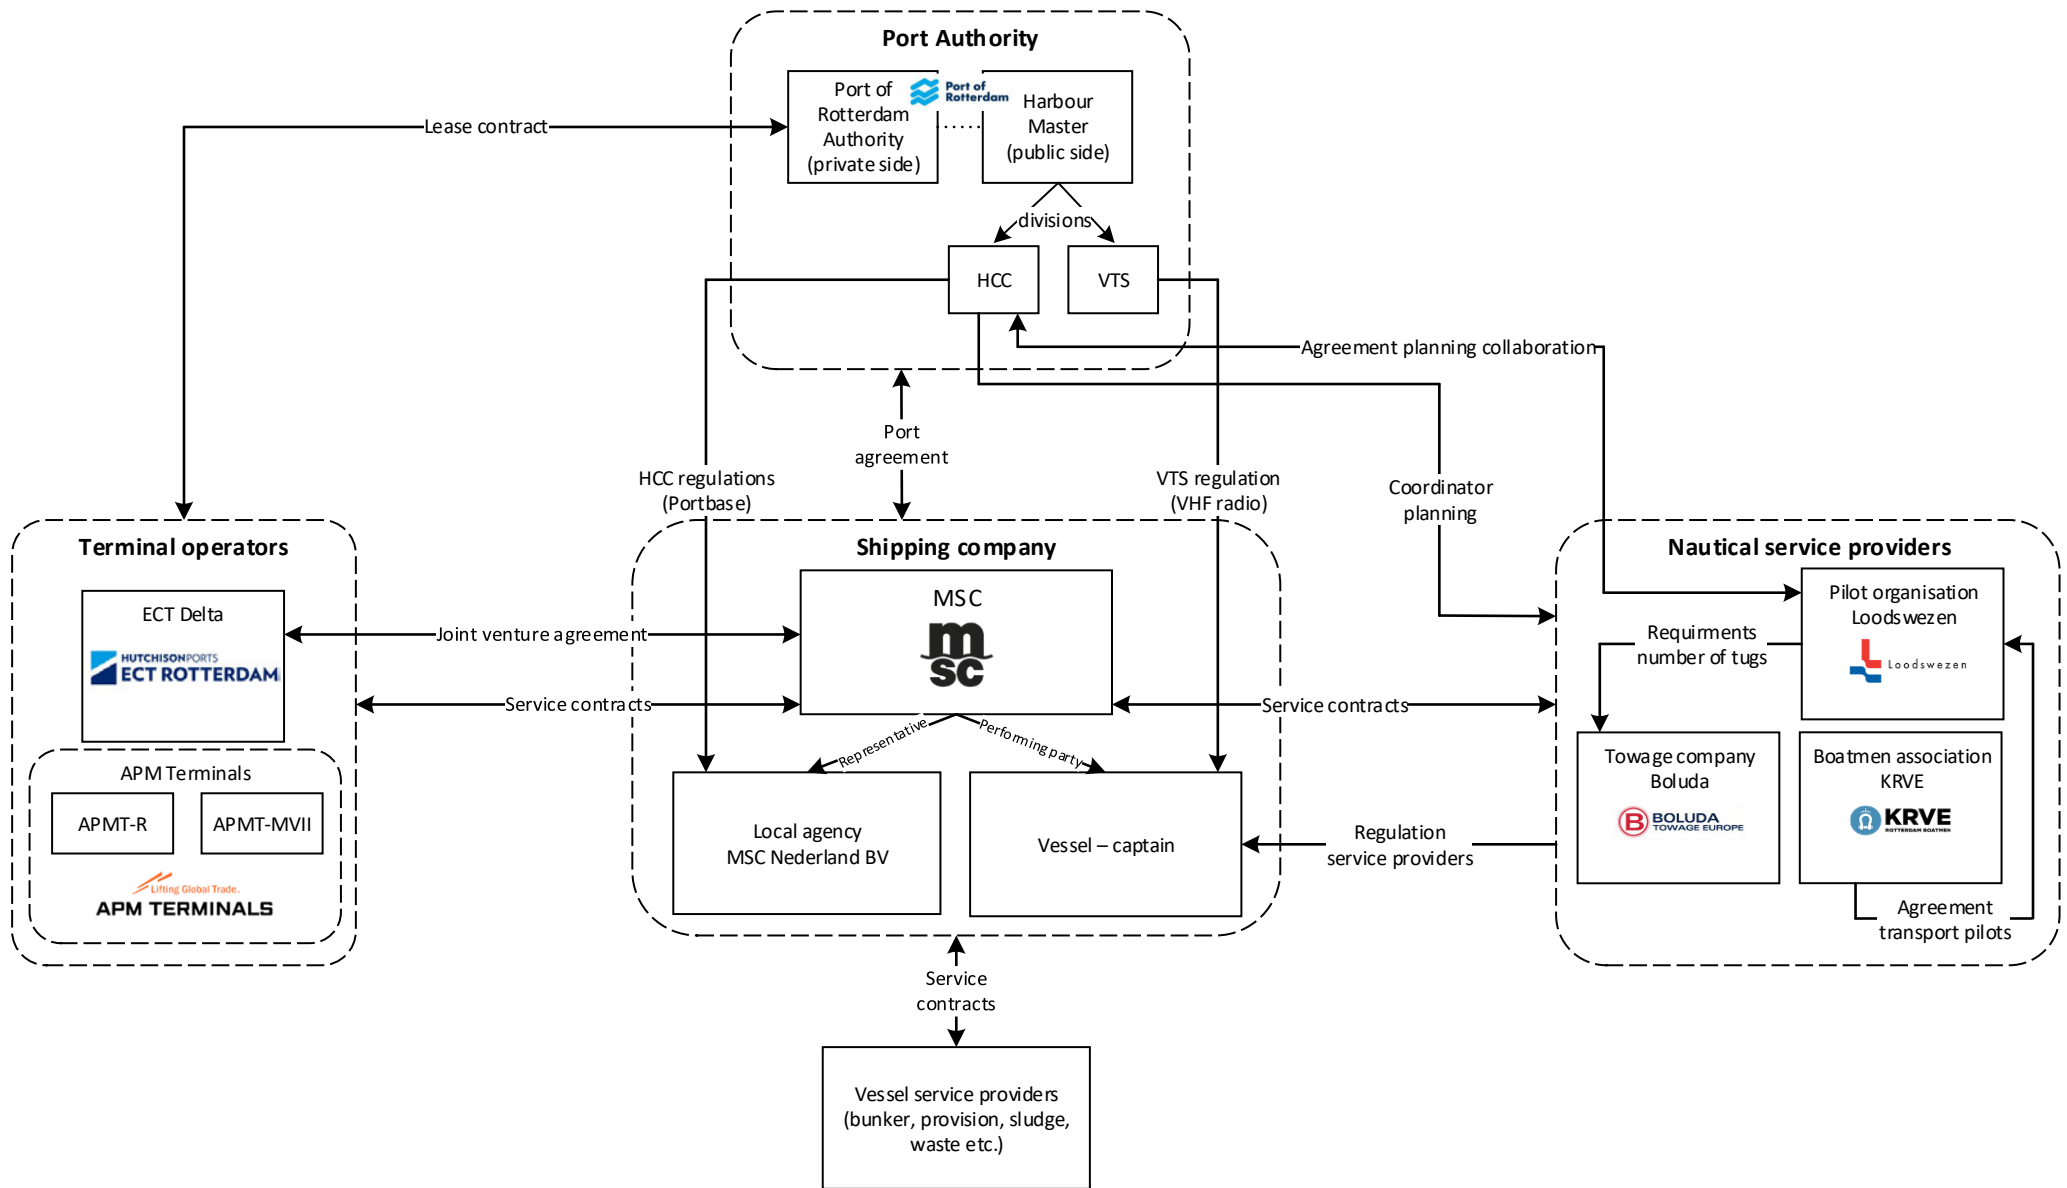 Port Authority
Port of
Rotterdam
Authority
(private side)
Port of
Rotterdam
Harbour
Master
(public side)
Lease contract
divisions
HCC
VTS
Agreement planning collaboration
Port
agreement
HCC regulations
(Portbase)
VTS regulation
(VHF radio)
Coordinator
planning
Terminal operators
ECT Delta
HUTCHISON PORTS
ECT ROTTERDAM
APM Terminals
APMT-R
APMT-MVII
Lifting Global Trade.
APM TERMINALS
Joint venture agreement
Service contracts
Shipping company
MSC
msc
Representative
Performing party
Local agency
MSC Nederland BV
Vessel – captain
Service contracts
Regulation
service providers
Nautical service providers
Pilot organisation
Loodswezen
Loodswezen
Requirments
number of tugs
Towage company
Boluda
B BOLUDA
TOWAGE EUROPE
Boatmen association
KRVE
KRVE
ROTTERDAM BOATMEN
Agreement
transport pilots
Service
contracts
Vessel service providers
(bunker, provision, sludge,
waste etc.)